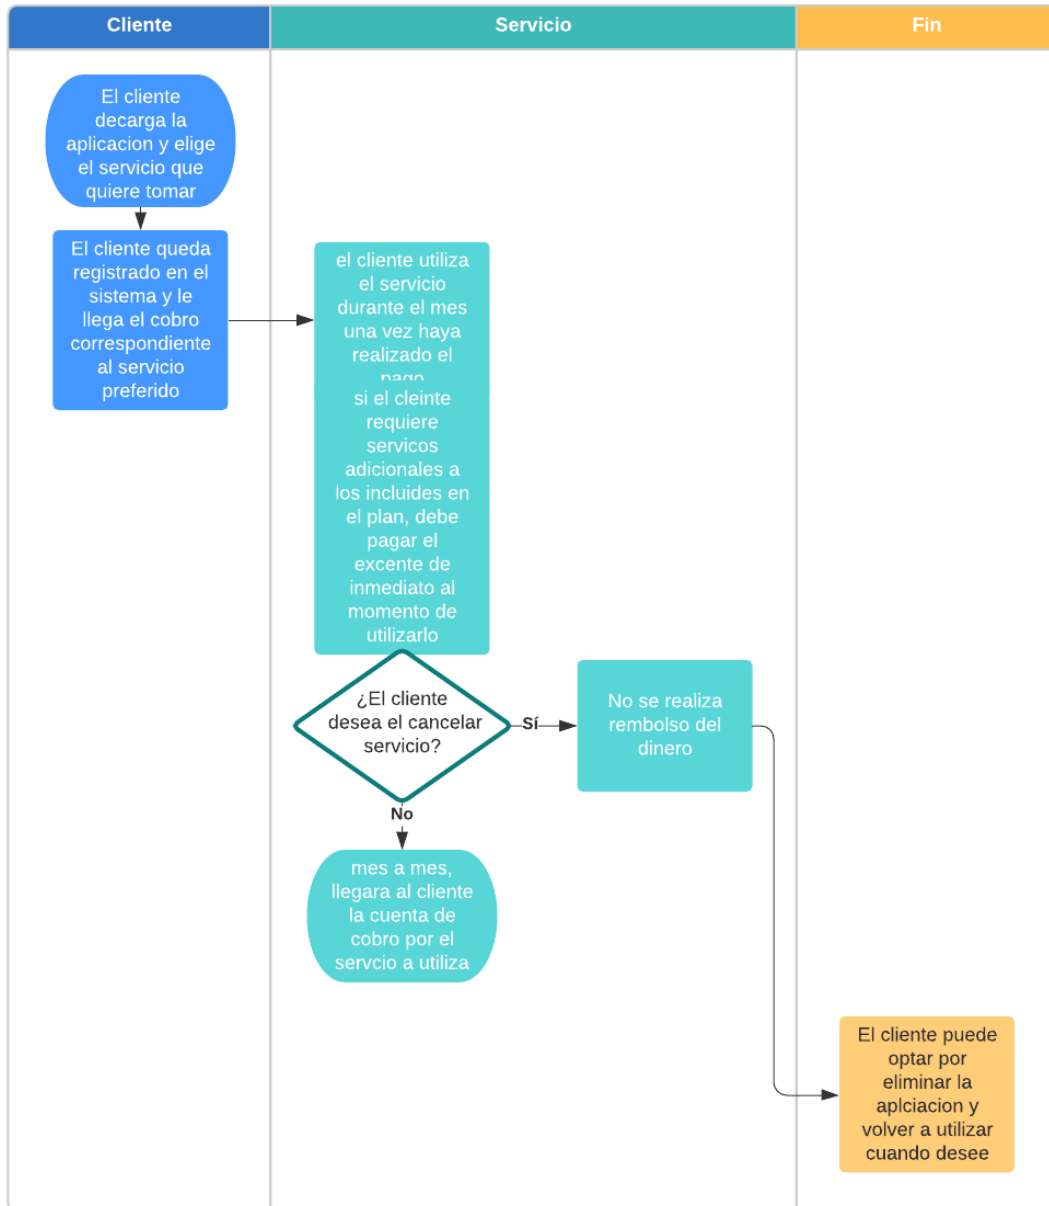 Cliente
Servicio
Fin
El cliente
decarga la
aplicacion y elige
el servicio que
quiere tomar
El cliente queda
registrado en el
sistema y le
llega el cobro
correspondiente
al servicio
preferido
el cliente utiliza
el servicio
durante el mes
una vez haya
realizado el
pago
si el cleinte
requiere
servicos
adicionales a
los incluides en
el plan, debe
pagar el
excente de
inmediato al
momento de
utilizarlo
¿El cliente
desea el cancelar
servicio?
Sí
No se realiza
rembolso del
dinero
No
mes a mes,
llegara al cliente
la cuenta de
cobro por el
servcio a utiliza
El cliente puede
optar por
eliminar la
aplciacion y
volver a utilizar
cuando desee